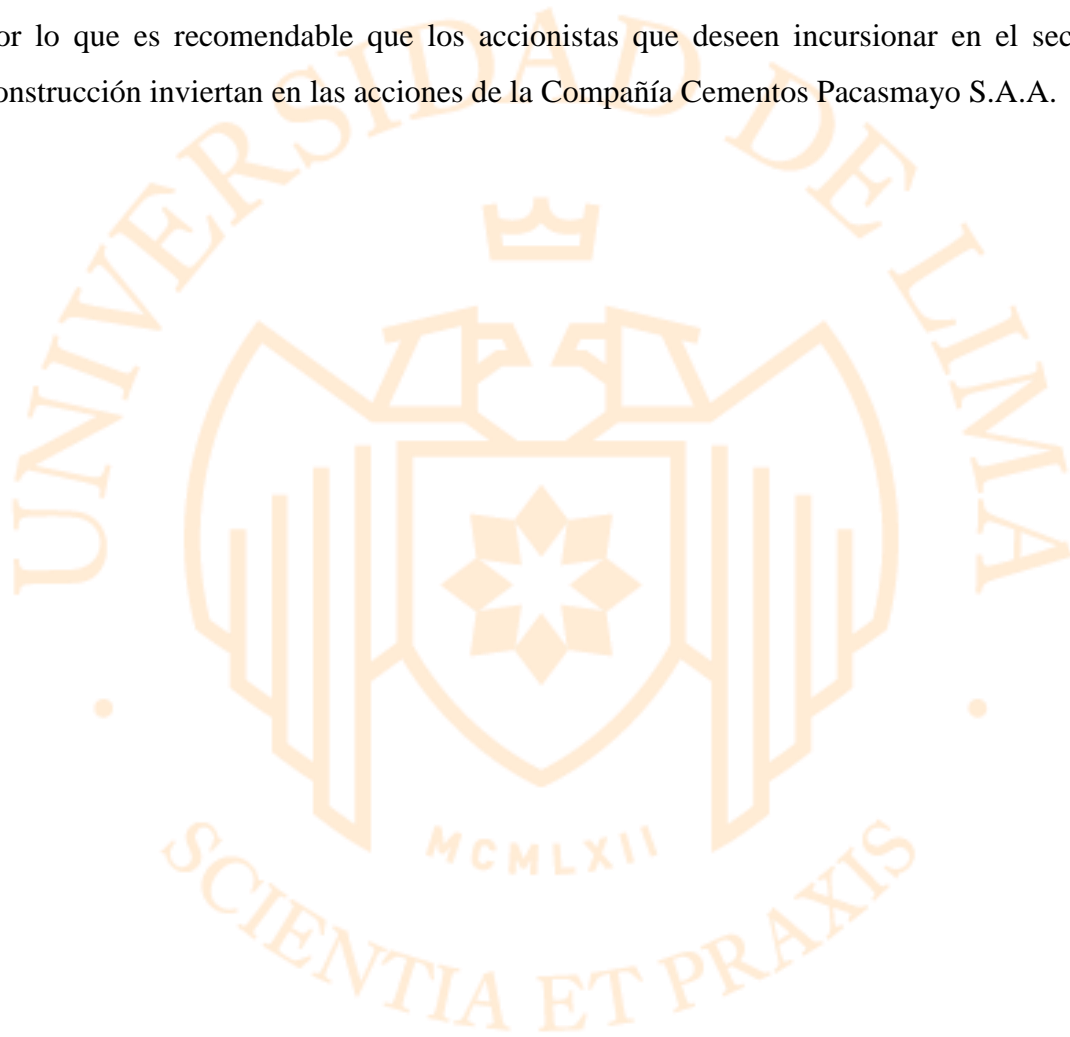 or lo que es recomendable que los accionistas que deseen incursionar en el sec
onstrucción inviertan en las acciones de la Compañía Cementos Pacasmayo S.A.A.
UNIVERSIDAD DE LIMA
MCMLXII
SCIENTIA ET PRAXIS